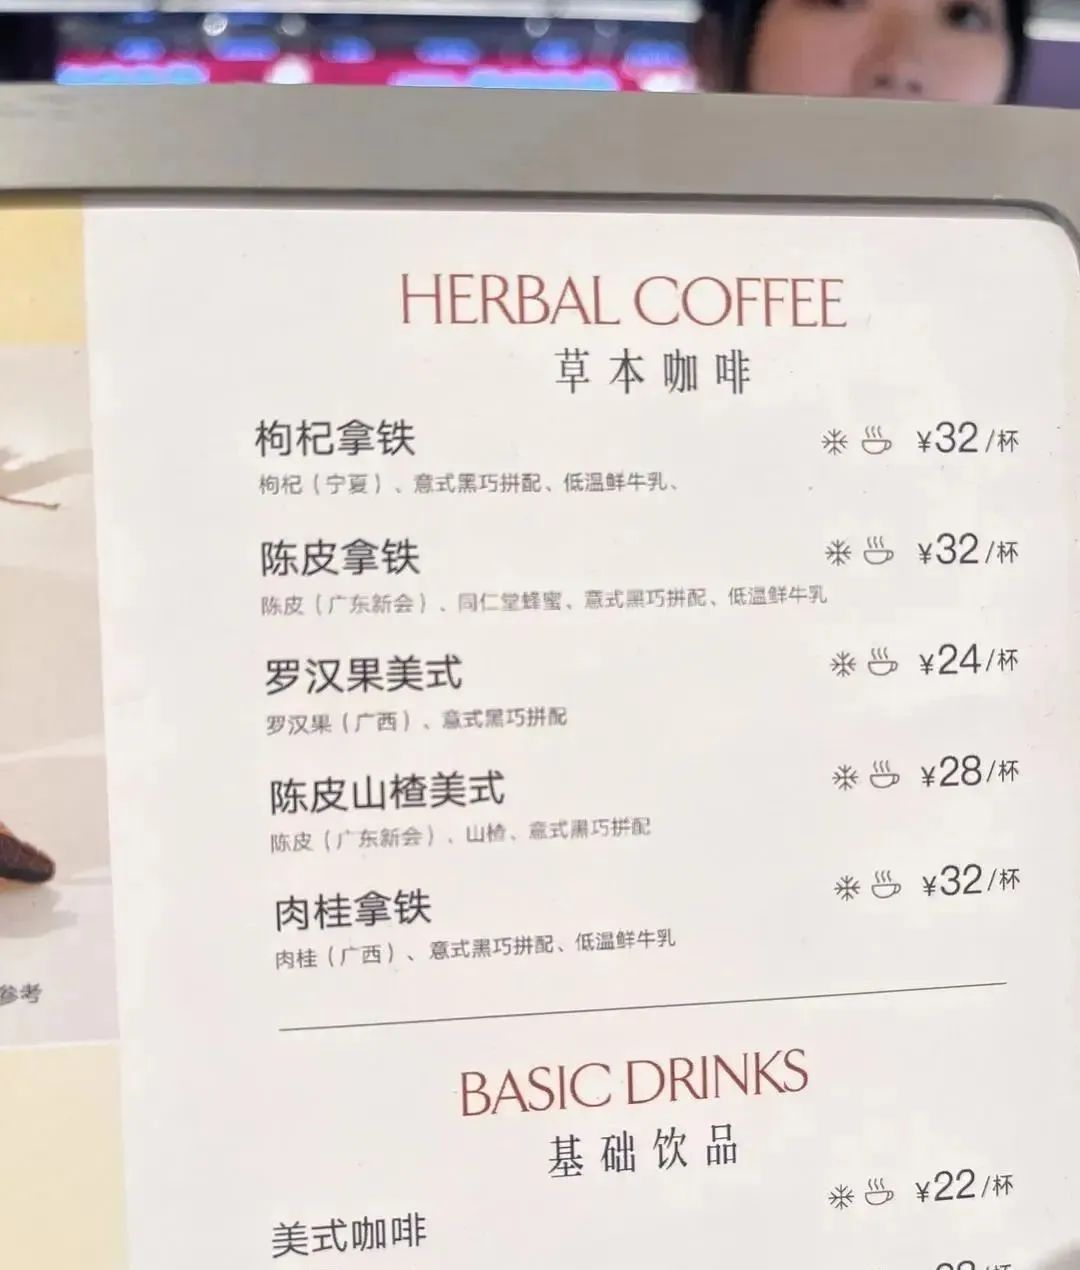 HERBAL COFFEE
草本咖啡
枸杞拿铁 ¥32/杯
枸杞（宁夏）、意式黑巧拼配、低温鲜牛乳、
陈皮拿铁 ¥32/杯
陈皮（广东新会）、同仁堂蜂蜜、意式黑巧拼配、低温鲜牛乳
罗汉果美式 ¥24/杯
罗汉果（广西）、意式黑巧拼配
陈皮山楂美式 ¥28/杯
陈皮（广东新会）、山楂、意式黑巧拼配
肉桂拿铁 ¥32/杯
肉桂（广西）、意式黑巧拼配、低温鲜牛乳
参考
BASIC DRINKS
基础饮品
美式咖啡 ¥22/杯